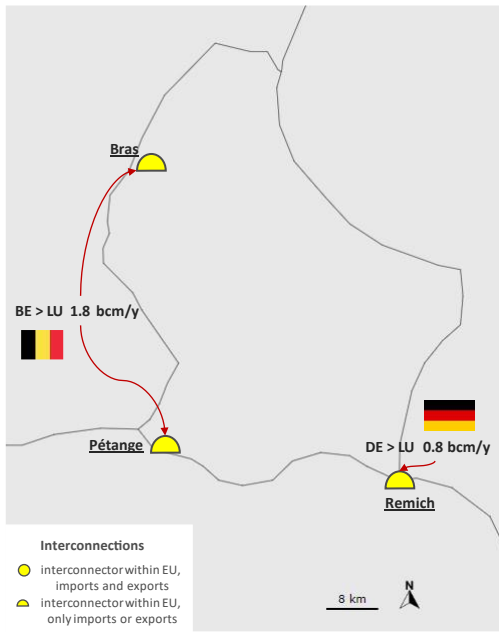 Bras
BE > LU 1.8 bcm/y
DE > LU 0.8 bcm/y
Pétange
Remich
Interconnections
interconnector within EU,
imports and exports
interconnector within EU,
only imports or exports
8 km
N